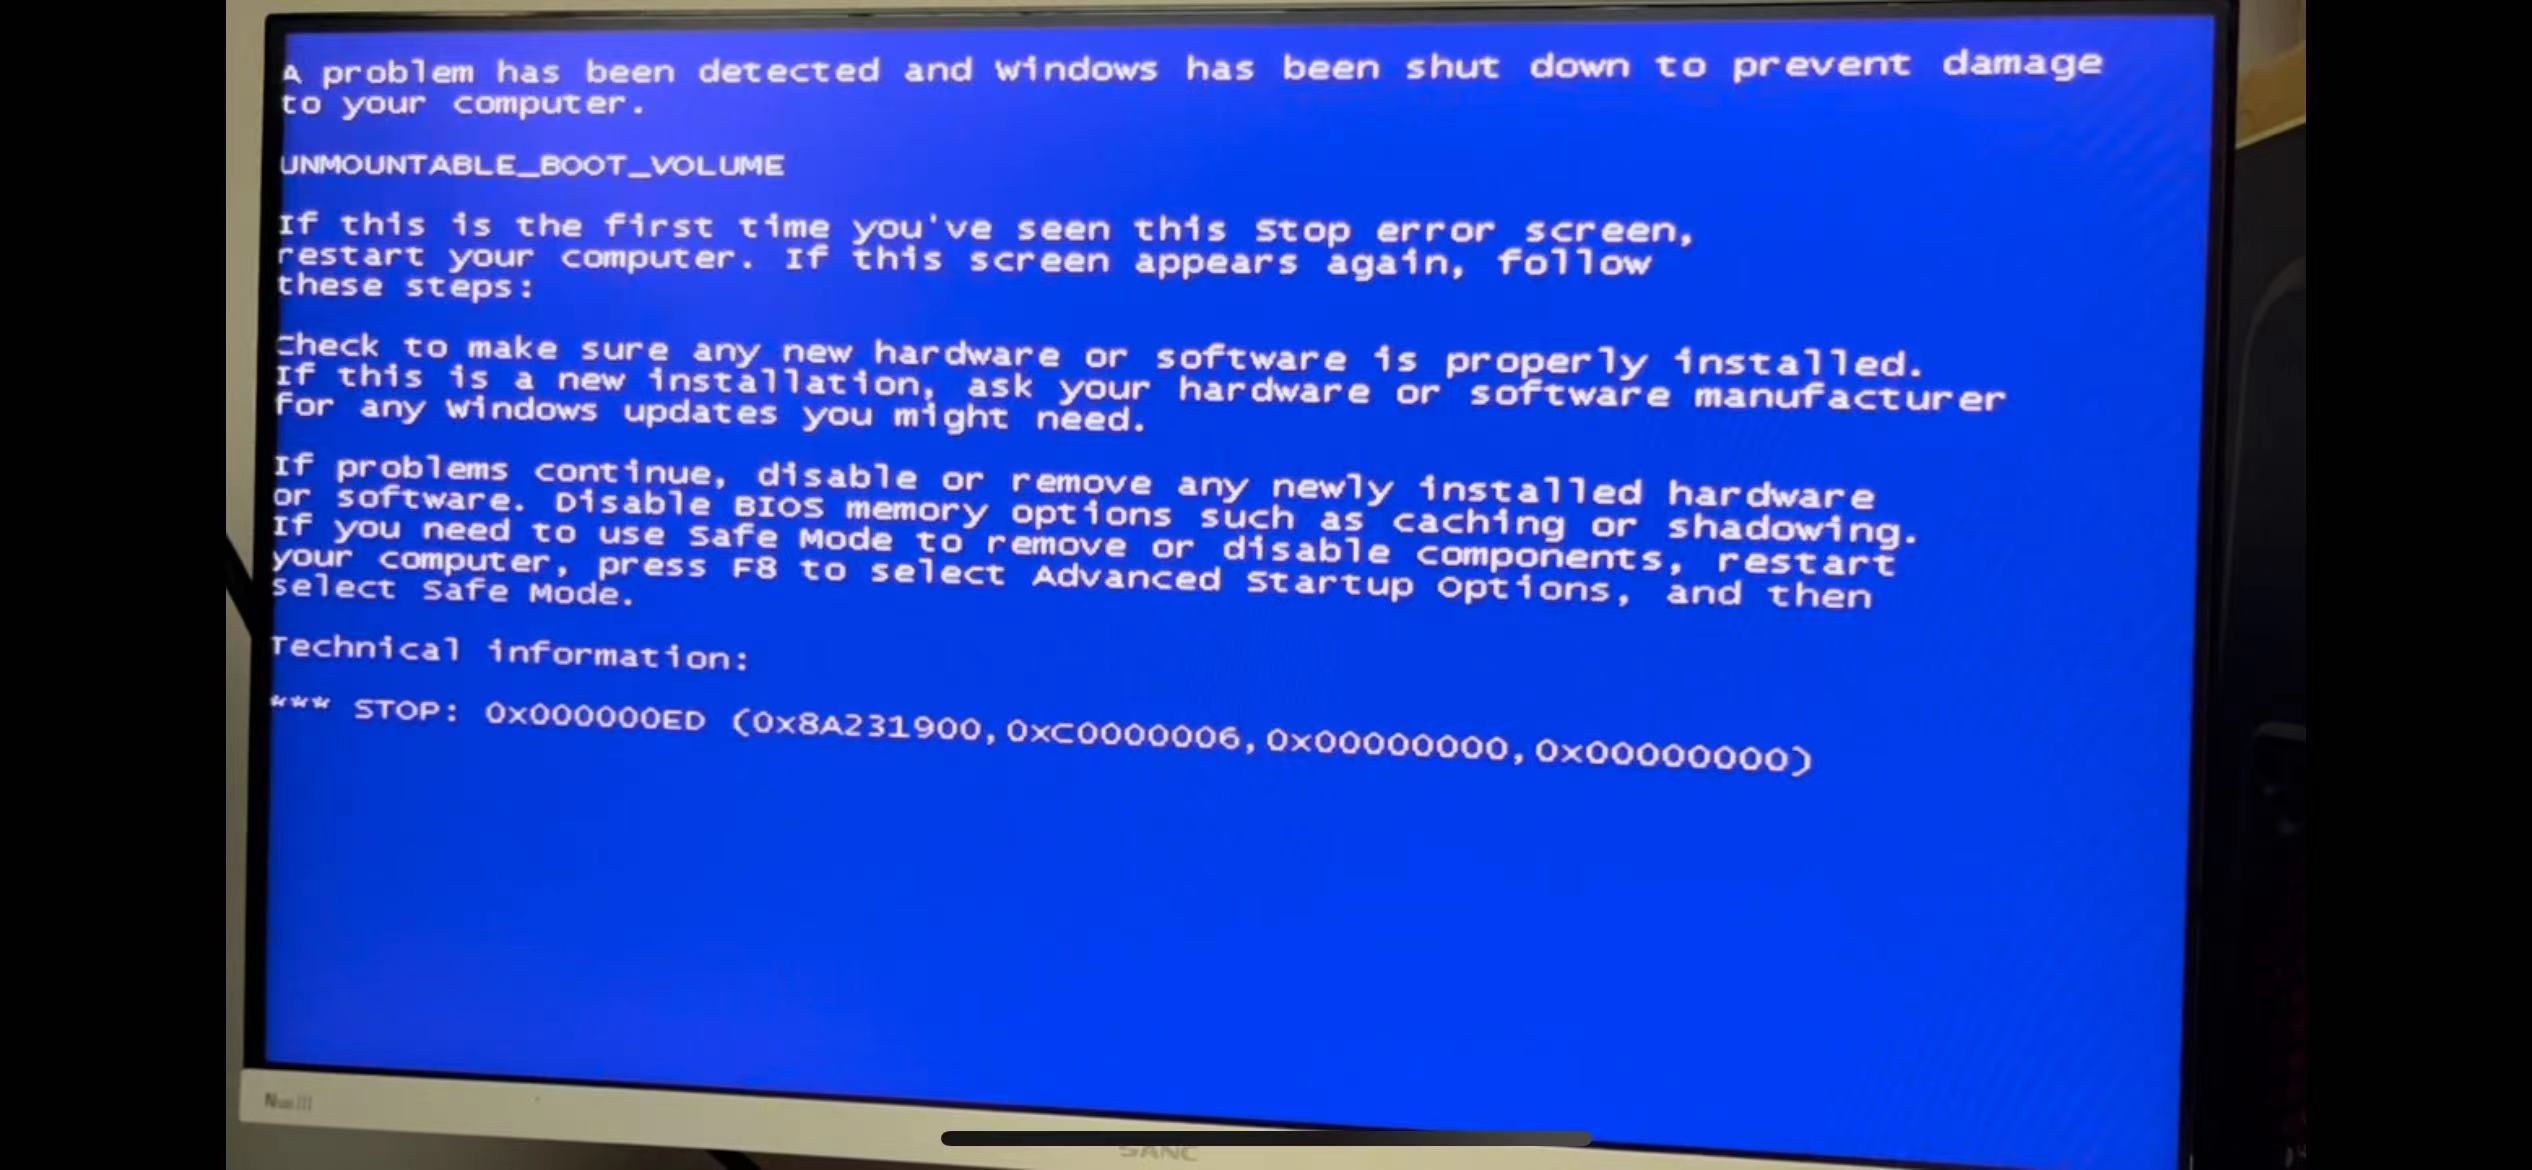 A problem has been detected and windows has been shut down to prevent damage
to your computer.
UNMOUNTABLE_BOOT_VOLUME
If this is the first time you've seen this Stop error screen,
restart your computer. If this screen appears again, follow
these steps:
Check to make sure any new hardware or software is properly installed.
If this is a new installation, ask your hardware or software manufacturer
for any windows updates you might need.
If problems continue, disable or remove any newly installed hardware
or software. Disable BIOS memory options such as caching or shadowing.
If you need to use Safe Mode to remove or disable components, restart
your computer, press F8 to select Advanced Startup Options, and then
select Safe Mode.
Technical information:
*** STOP: 0x000000ED (0x8A231900,0xC0000006,0x00000000,0x00000000)
SANC